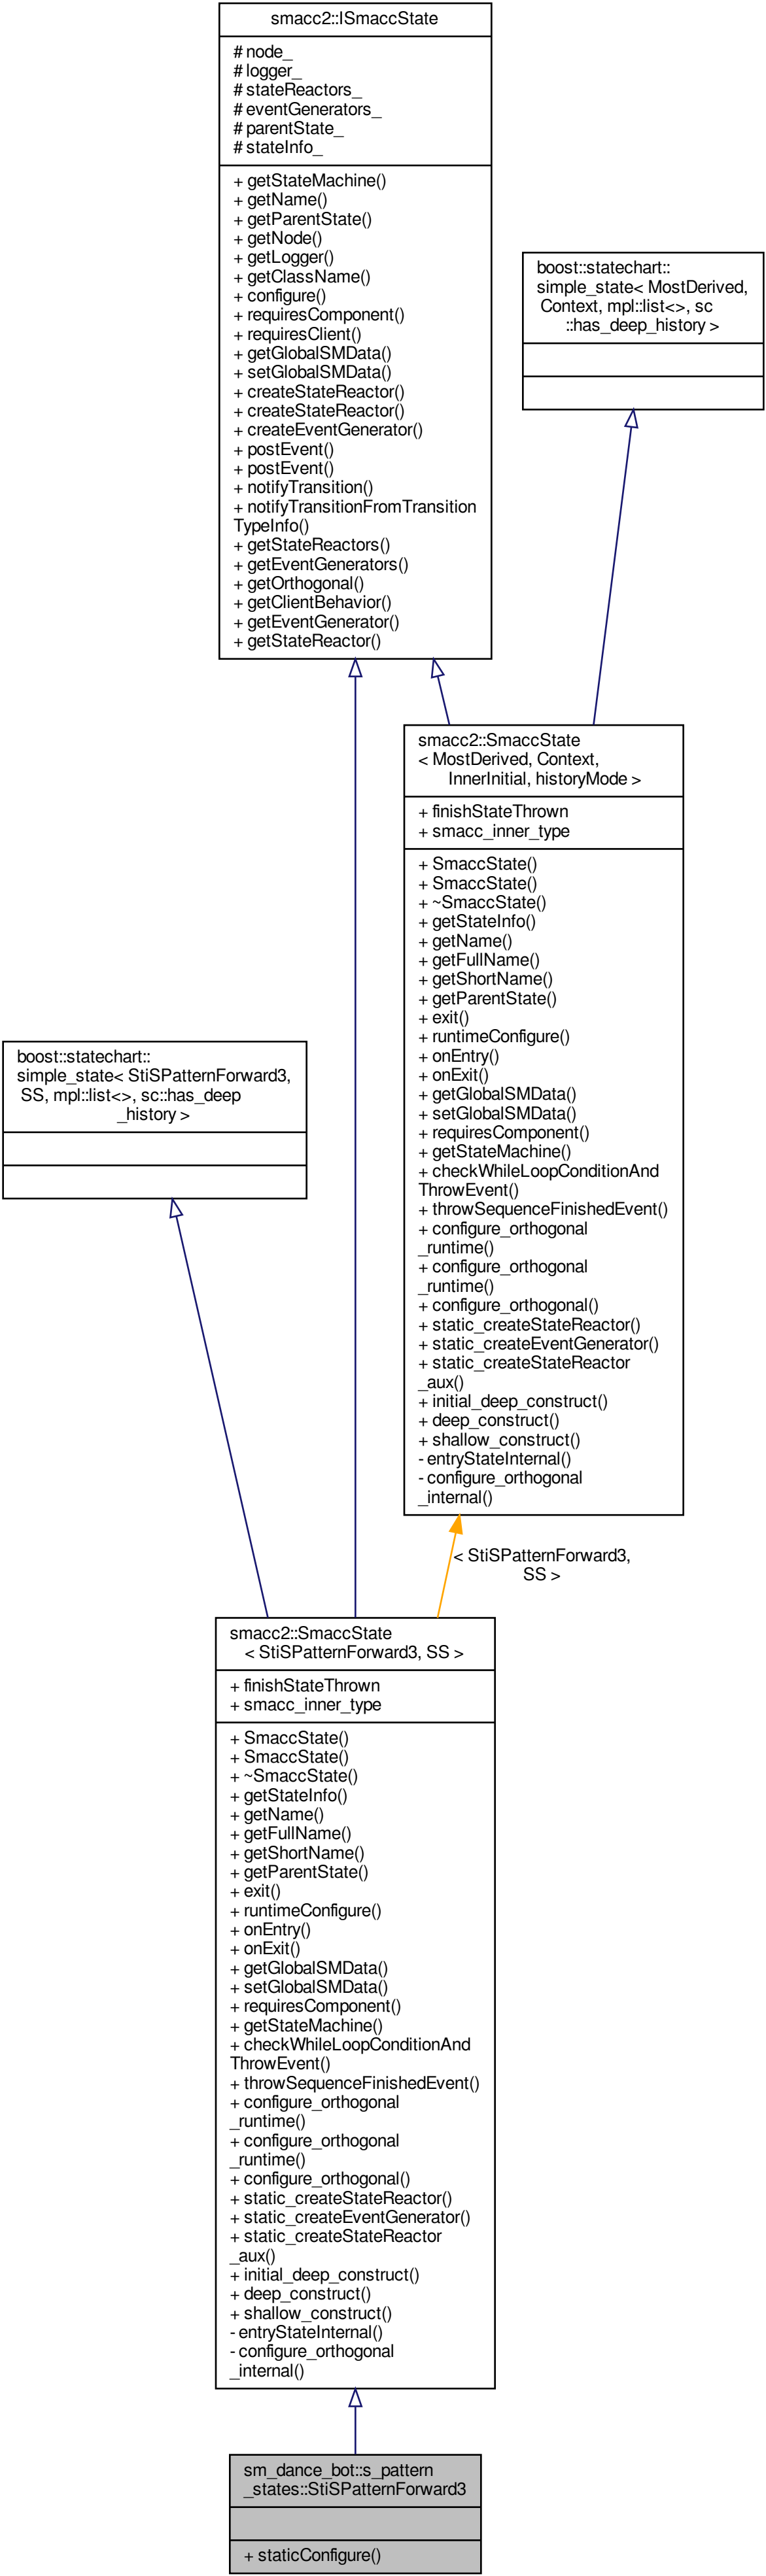 smacc2::ISmaccState
# node_
# logger_
# stateReactors_
# eventGenerators_
# parentState_
# stateInfo_
+ getStateMachine()
+ getName()
+ getParentState()
+ getNode()
+ getLogger()
+ getClassName()
+ configure()
+ requiresComponent()
+ requiresClient()
+ getGlobalSMData()
+ setGlobalSMData()
+ createStateReactor()
+ createStateReactor()
+ createEventGenerator()
+ postEvent()
+ postEvent()
+ notifyTransition()
+ notifyTransitionFromTransition
TypeInfo()
+ getStateReactors()
+ getEventGenerators()
+ getOrthogonal()
+ getClientBehavior()
+ getEventGenerator()
+ getStateReactor()
boost::statechart::
simple_state< MostDerived,
Context, mpl::list<>, sc
::has_deep_history >
smacc2::SmaccState
< MostDerived, Context,
InnerInitial, historyMode >
+ finishStateThrown
+ smacc_inner_type
+ SmaccState()
+ SmaccState()
+ ~SmaccState()
+ getStateInfo()
+ getName()
+ getFullName()
+ getShortName()
+ getParentState()
+ exit()
+ runtimeConfigure()
+ onEntry()
+ onExit()
+ getGlobalSMData()
+ setGlobalSMData()
+ requiresComponent()
+ getStateMachine()
+ checkWhileLoopConditionAnd
ThrowEvent()
+ throwSequenceFinishedEvent()
+ configure_orthogonal
_runtime()
+ configure_orthogonal
_runtime()
+ configure_orthogonal()
+ static_createStateReactor()
+ static_createEventGenerator()
+ static_createStateReactor
_aux()
+ initial_deep_construct()
+ deep_construct()
+ shallow_construct()
- entryStateInternal()
- configure_orthogonal
_internal()
boost::statechart::
simple_state< StiSPatternForward3,
SS, mpl::list<>, sc::has_deep
_history >
< StiSPatternForward3,
SS >
smacc2::SmaccState
< StiSPatternForward3, SS >
+ finishStateThrown
+ smacc_inner_type
+ SmaccState()
+ SmaccState()
+ ~SmaccState()
+ getStateInfo()
+ getName()
+ getFullName()
+ getShortName()
+ getParentState()
+ exit()
+ runtimeConfigure()
+ onEntry()
+ onExit()
+ getGlobalSMData()
+ setGlobalSMData()
+ requiresComponent()
+ getStateMachine()
+ checkWhileLoopConditionAnd
ThrowEvent()
+ throwSequenceFinishedEvent()
+ configure_orthogonal
_runtime()
+ configure_orthogonal
_runtime()
+ configure_orthogonal()
+ static_createStateReactor()
+ static_createEventGenerator()
+ static_createStateReactor
_aux()
+ initial_deep_construct()
+ deep_construct()
+ shallow_construct()
- entryStateInternal()
- configure_orthogonal
_internal()
sm_dance_bot::s_pattern
_states::StiSPatternForward3
+ staticConfigure()